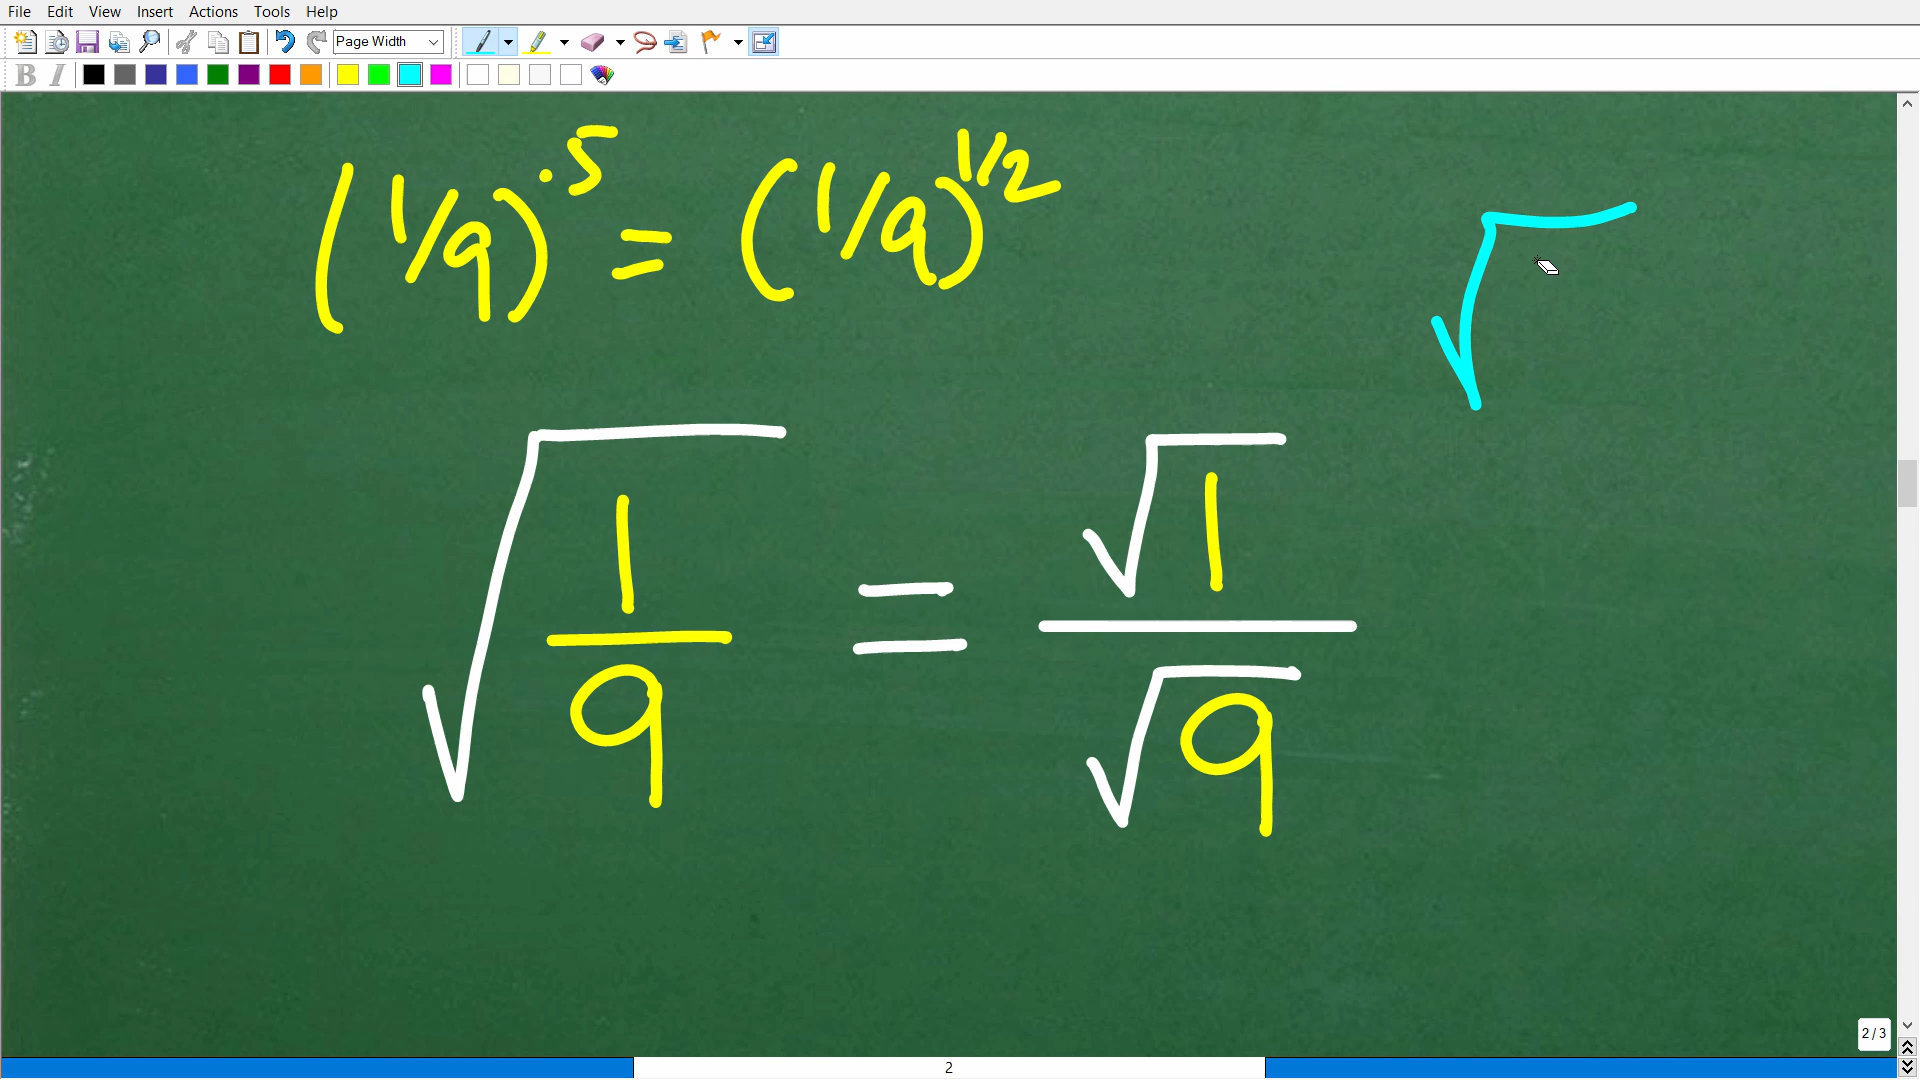 File Edit View Insert Actions Tools Help
Page Width
B I
(1/9)^.5 = (1/9)^1/2
√
√(1/9) = √1/√9
2 / 3
2